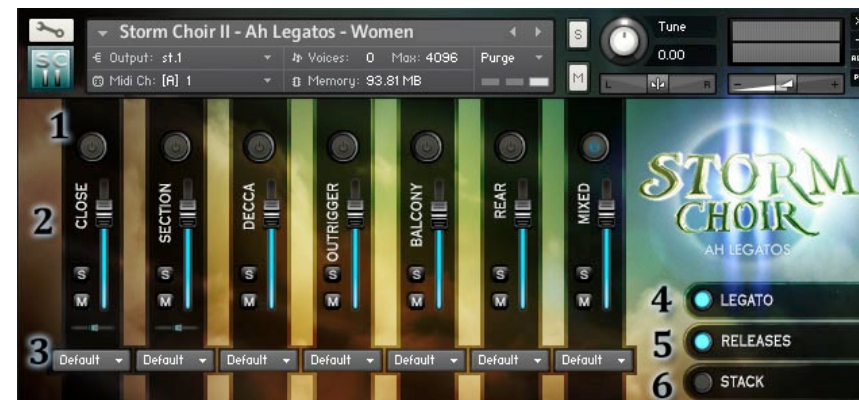 Storm Choir II - Ah Legatos - Women
Output: st.1 Voices: 0 Max: 4096 Purge
Midi Ch: [A] 1 Memory: 93.81 MB
S
M
Tune
0.00
L R
- +
SC
II
1
2
3
CLOSE
SECTION
DECCA
OUTRIGGER
BALCONY
REAR
MIXED
S S S S S S S
M M M M M M M
Default Default Default Default Default Default Default
STORM
CHOIR
AH LEGATOS
4 LEGATO
5 RELEASES
6 STACK